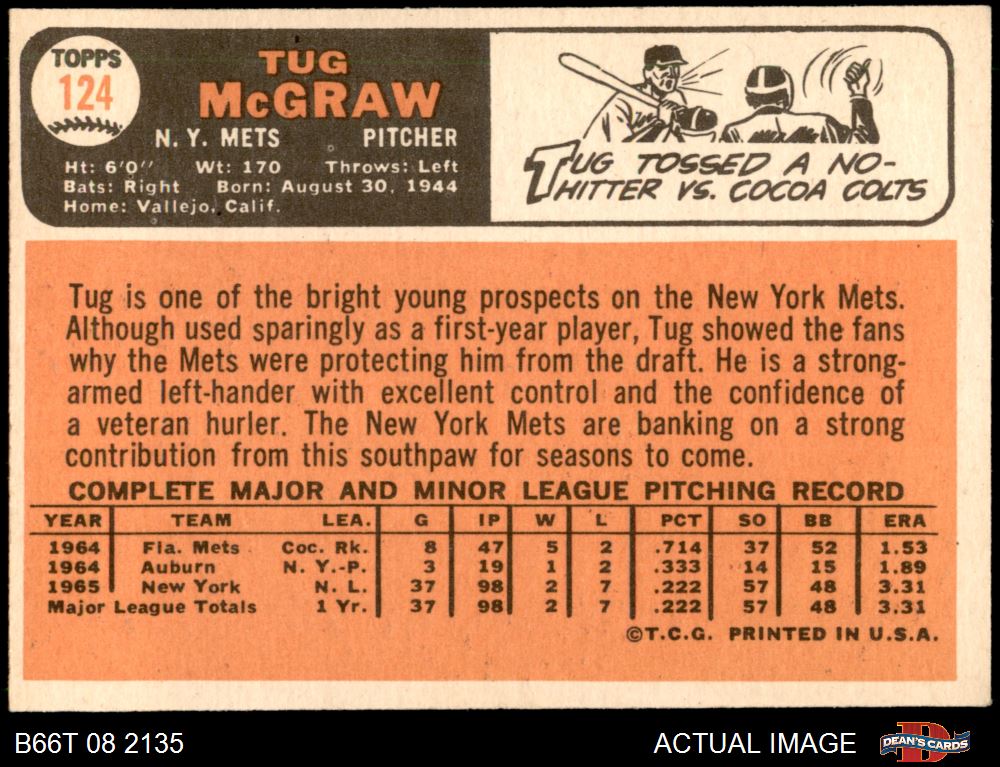 TOPPS
124
TUG
McGRAW
N. Y. METS PITCHER
Ht: 6'0" Wt: 170 Throws: Left
Bats: Right Born: August 30, 1944
Home: Vallejo, Calif.
TUG TOSSED A NO-
HITTER VS. COCOA COLTS
Tug is one of the bright young prospects on the New York Mets.
Although used sparingly as a first-year player, Tug showed the fans
why the Mets were protecting him from the draft. He is a strong-
armed left-hander with excellent control and the confidence of
a veteran hurler. The New York Mets are banking on a strong
contribution from this southpaw for seasons to come.
COMPLETE MAJOR AND MINOR LEAGUE PITCHING RECORD
YEAR TEAM LEA. G IP W L PCT SO BB ERA
1964 Fla. Mets Coc. Rk. 8 47 5 2 .714 37 52 1.53
1964 Auburn N. Y.-P. 3 19 1 2 .333 14 15 1.89
1965 New York N. L. 37 98 2 7 .222 57 48 3.31
Major League Totals 1 Yr. 37 98 2 7 .222 57 48 3.31
©T.C.G. PRINTED IN U.S.A.
B66T 08 2135 ACTUAL IMAGE
DEAN'S CARDS